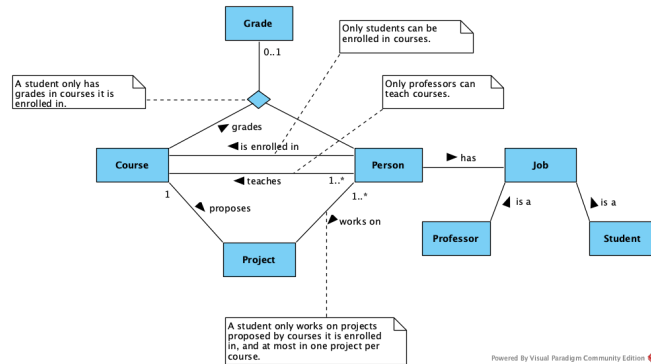 Grade
0..1
Only students can be
enrolled in courses.
A student only has
grades in courses it is
enrolled in.
Only professors can
teach courses.
grades
is enrolled in
Course
Person
has
Job
teaches
1..*
1
1..*
proposes
works on
is a
is a
Professor
Student
Project
A student only works on projects
proposed by courses it is enrolled
in, and at most in one project per
course.
Powered By Visual Paradigm Community Edition